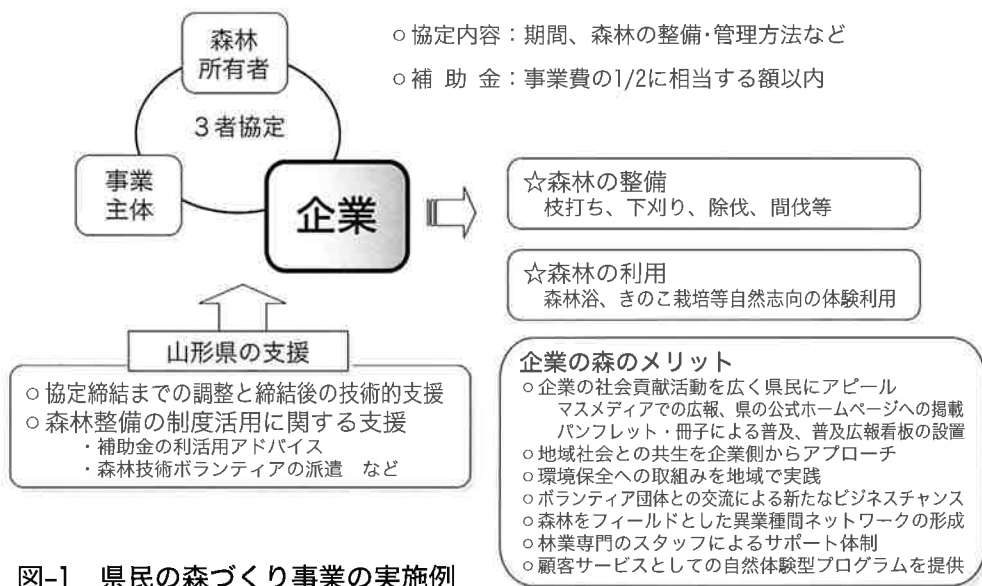 森林
所有者
3者協定
事業
主体
企業
○協定内容：期間、森林の整備・管理方法など
○補助金：事業費の1/2に相当する額以内
☆森林の整備
枝打ち、下刈り、除伐、間伐等
☆森林の利用
森林浴、きのこ栽培等自然志向の体験利用
山形県の支援
○協定締結までの調整と締結後の技術的支援
○森林整備の制度活用に関する支援
・補助金の利活用アドバイス
・森林技術ボランティアの派遣　など
企業の森のメリット
○企業の社会貢献活動を広く県民にアピール
マスメディアでの広報、県の公式ホームページへの掲載
パンフレット・冊子による普及、普及広報看板の設置
○地域社会との共生を企業側からアプローチ
○環境保全への取組みを地域で実践
○ボランティア団体との交流による新たなビジネスチャンス
○森林をフィールドとした異業種間ネットワークの形成
○林業専門のスタッフによるサポート体制
○顧客サービスとしての自然体験型プログラムを提供
図-1　県民の森づくり事業の実施例